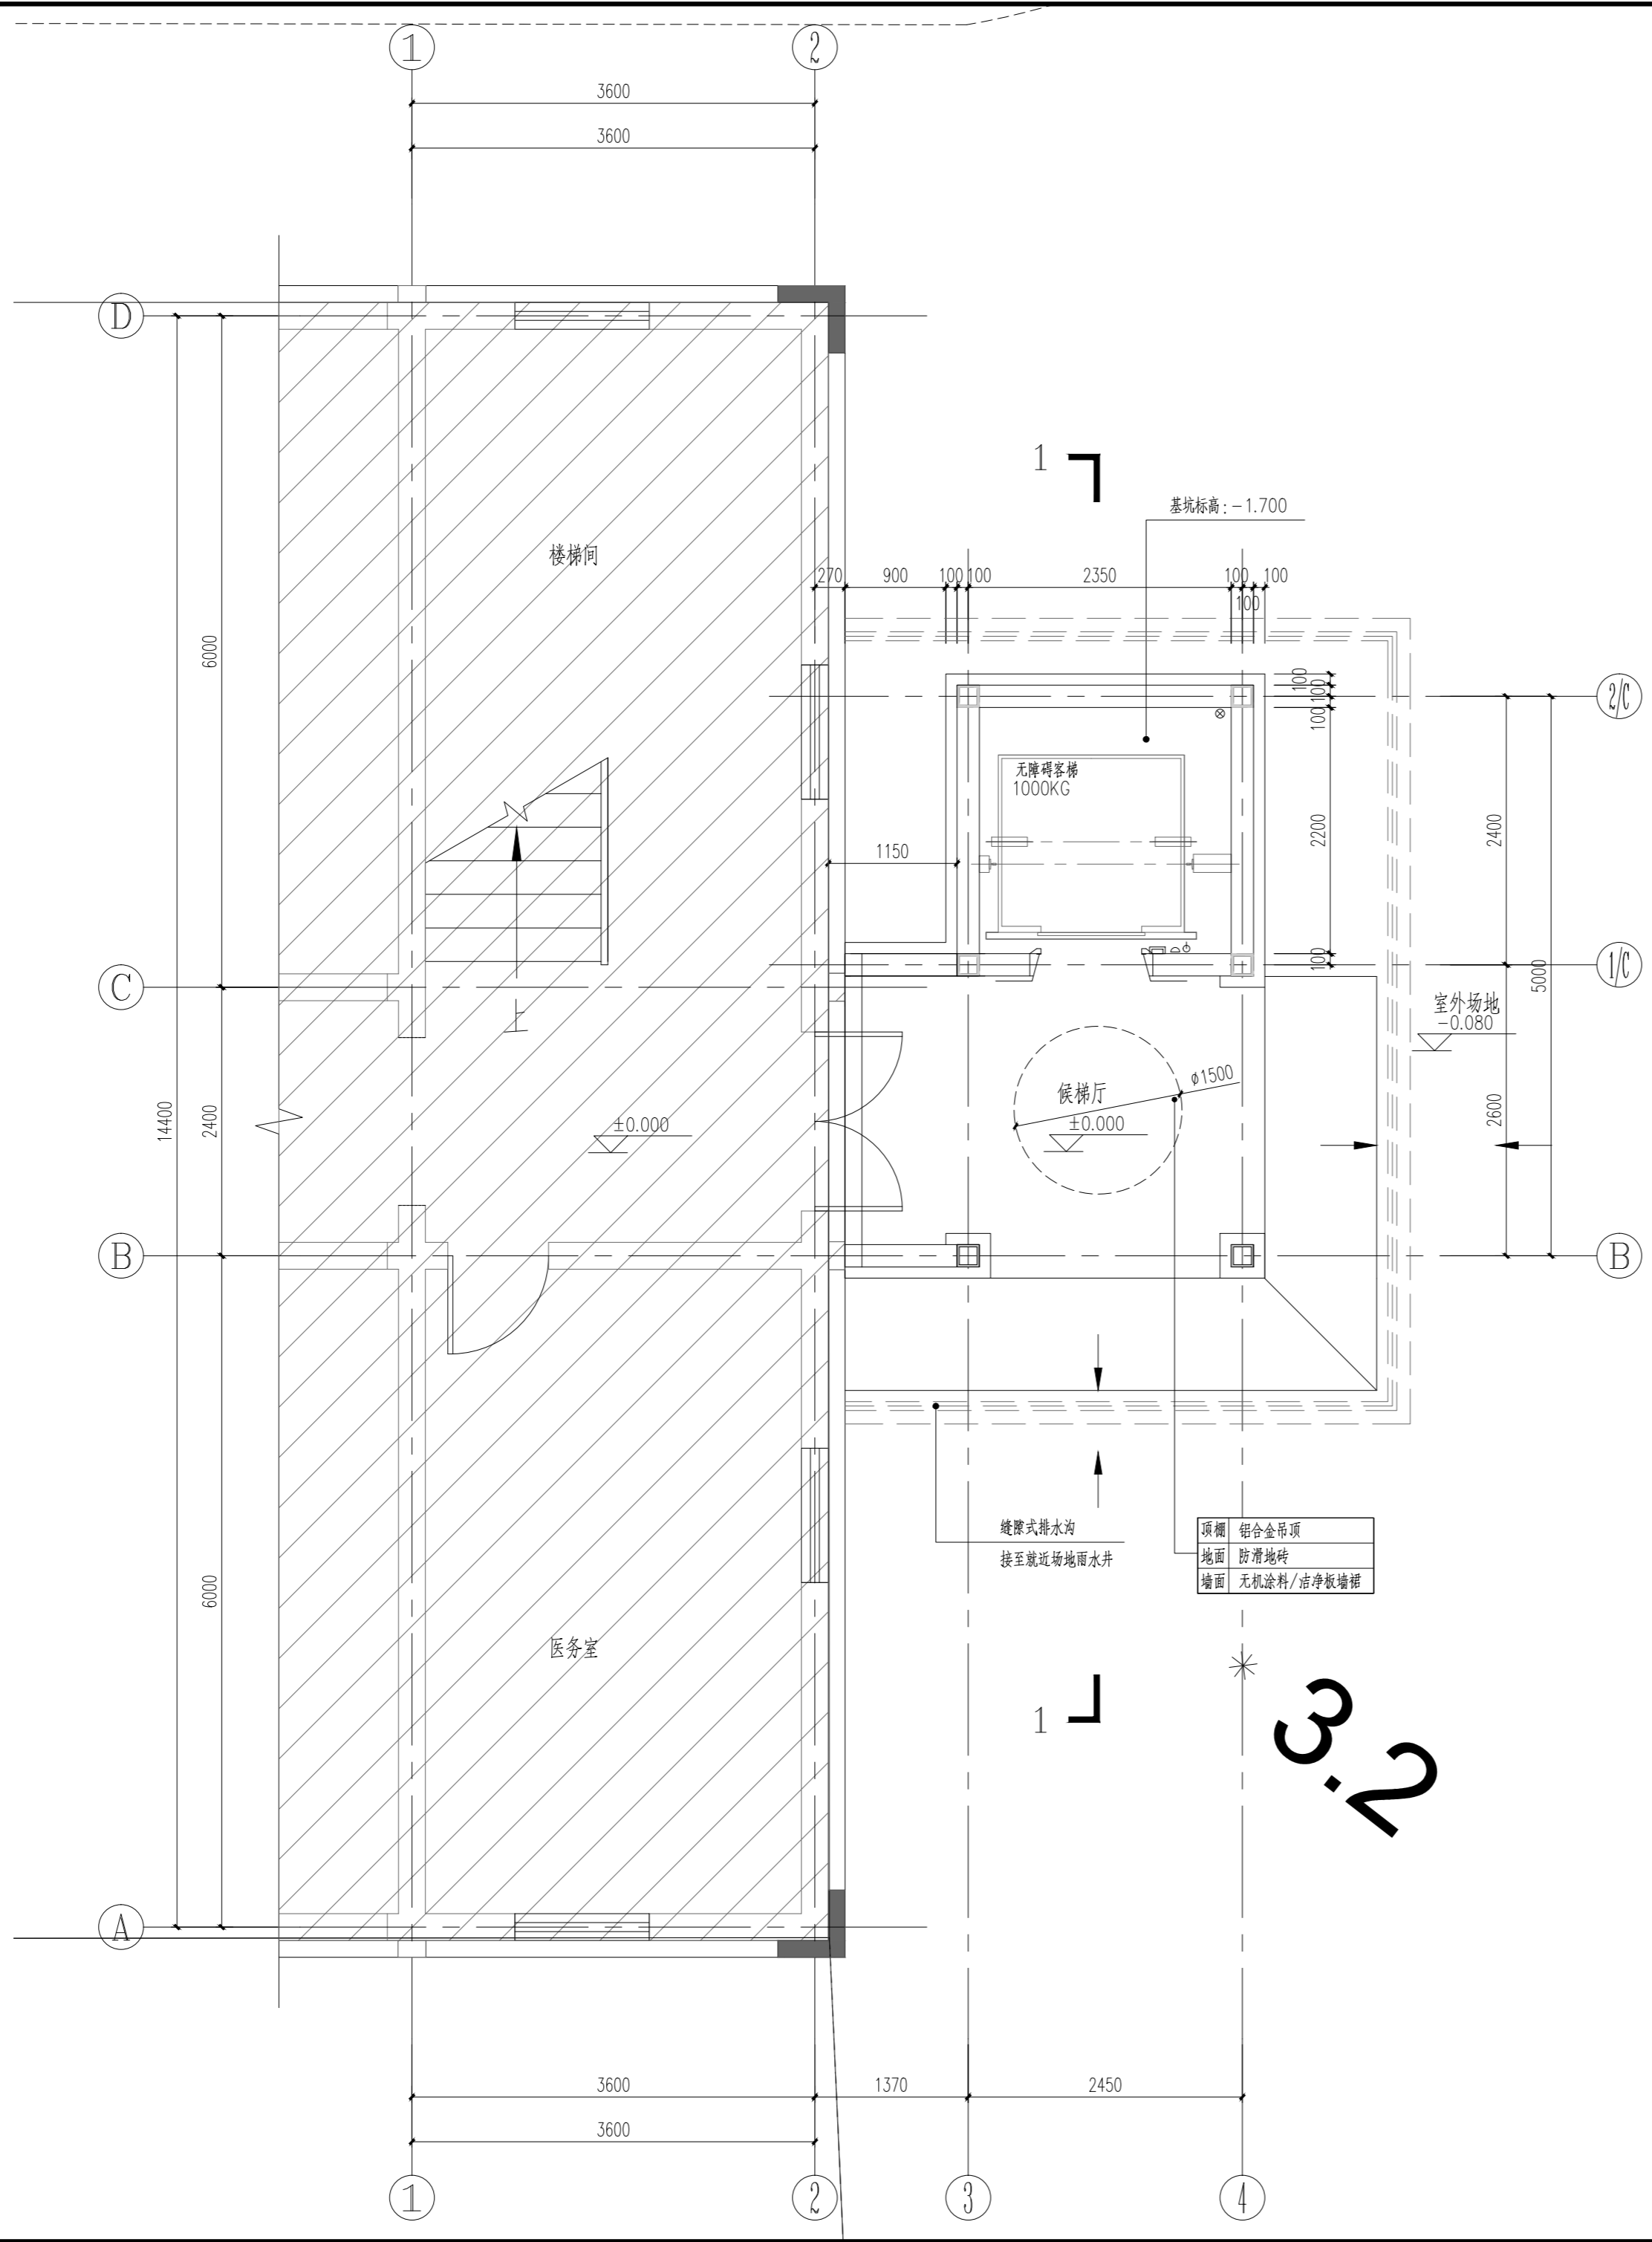 1
2
3600
3600
D
1
基坑标高:-1.700
楼梯间
270
900
100
100
2350
100
100
100
6000
100
100
100
2/C
无障碍客梯
1000KG
1150
2200
2400
100
1/C
C
上
5000
室外场地
-0.080
14400
2400
候梯厅
ø1500
±0.000
±0.000
2600
B
B
缝隙式排水沟
接至就近场地雨水井
顶棚 铝合金吊顶
地面 防滑地砖
墙面 无机涂料/洁净板墙裙
6000
医务室
1
3.2
A
3600
1370
2450
3600
1
2
3
4